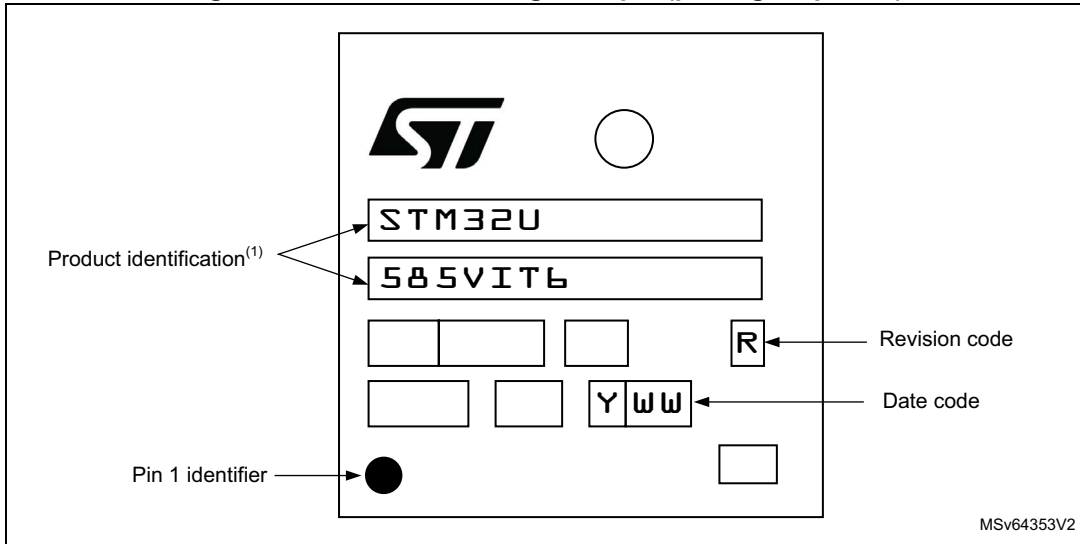 STM32U
Product identification(1)
585VIT6
R
Revision code
Y WW
Date code
Pin 1 identifier
MSv64353V2